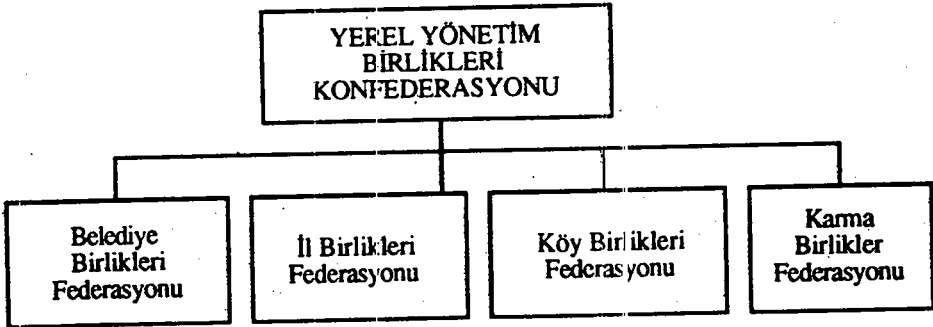 YEREL YÖNETİM
BİRLİKLERİ
KONFEDERASYONU
Belediye
Birlikleri
Federasyonu
İl Birlikleri
Federasyonu
Köy Birlikleri
Federasyonu
Karma
Birlikler
Federasyonu